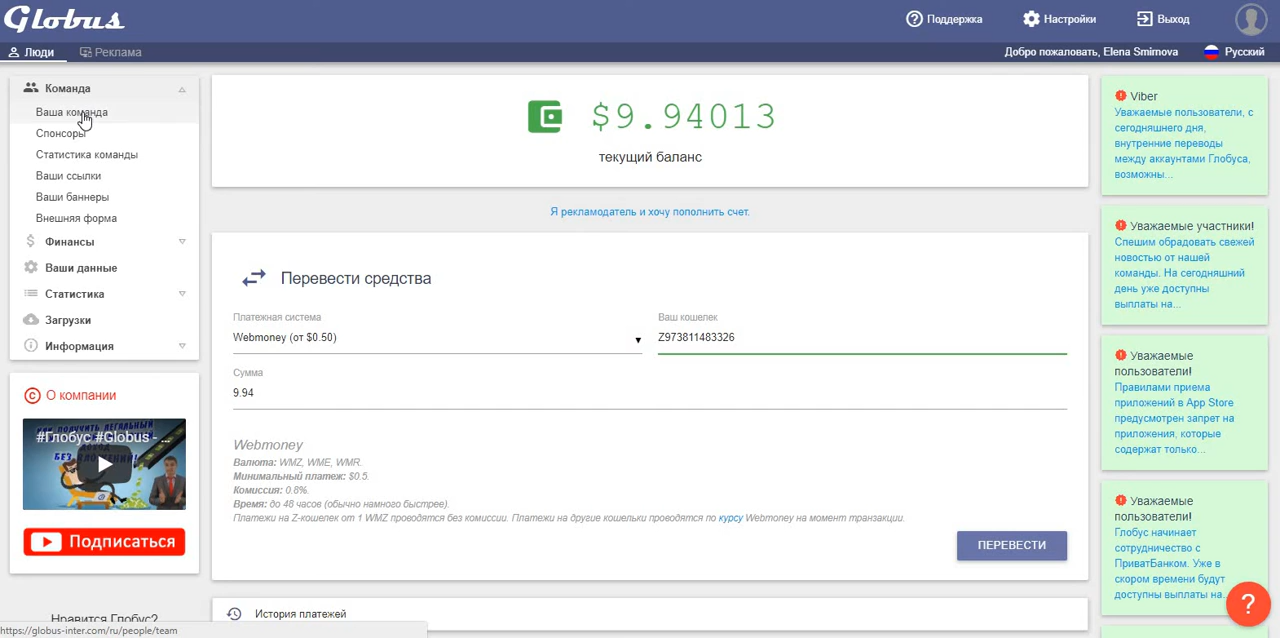 Globus
Поддержка
Настройки
Выход
Люди
Реклама
Добро пожаловать, Elena Smirnova
Русский
Команда
Ваша команда
Спонсоры
Статистика команды
Ваши ссылки
Ваши баннеры
Внешняя форма
Финансы
Ваши данные
Статистика
Загрузки
Информация
О компании
#Глобус #Globus - ...
КАК ПОЛУЧИТЬ ЛЕГАЛЬНЫЙ
ДОХОД
БЕЗ ВЛОЖЕНИЙ
Подписаться
Нравится Глобус?
https://globus-inter.com/ru/people/team
$9.94013
текущий баланс
Я рекламодатель и хочу пополнить счет.
Перевести средства
Платежная система
Webmoney (от $0.50)
Ваш кошелек
Z973811483326
Сумма
9.94
Webmoney
Валюта: WMZ, WME, WMR.
Минимальный платеж: $0.5.
Комиссия: 0.8%.
Время: до 48 часов (обычно намного быстрее).
Платежи на Z-кошелек от 1 WMZ проводятся без комиссии. Платежи на другие кошельки проводятся по курсу Webmoney на момент транзакции.
ПЕРЕВЕСТИ
История платежей
Viber
Уважаемые пользователи, с
сегодняшнего дня,
внутренние переводы
между аккаунтами Глобуса,
возможны...
Уважаемые участники!
Спешим обрадовать свежей
новостью от нашей
команды. На сегодняшний
день уже доступны
выплаты на...
Уважаемые
пользователи!
Правилами приема
приложений в App Store
предусмотрен запрет на
приложения, которые
содержат только...
Уважаемые
пользователи!
Глобус начинает
сотрудничество с
ПриватБанком. Уже в
скором времени будут
доступны выплаты на...
?